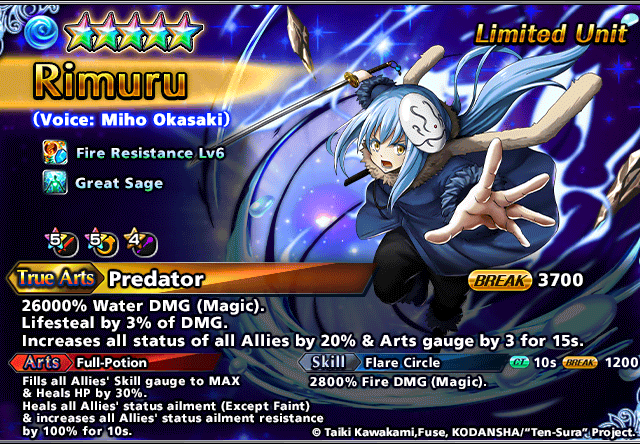 Limited Unit
Rimuru
(Voice: Miho Okasaki)
Fire Resistance Lv6
Great Sage
5 5 4
True Arts Predator BREAK 3700
26000% Water DMG (Magic).
Lifesteal by 3% of DMG.
Increases all status of all Allies by 20% & Arts gauge by 3 for 15s.
Arts Full-Potion
Fills all Allies' Skill gauge to MAX
& Heals HP by 30%.
Heals all Allies' status ailment (Except Faint)
& increases all Allies' status ailment resistance
by 100% for 10s.
Skill Flare Circle CT 10s BREAK 1200
2800% Fire DMG (Magic).
© Taiki Kawakami,Fuse, KODANSHA/“Ten-Sura” Project.